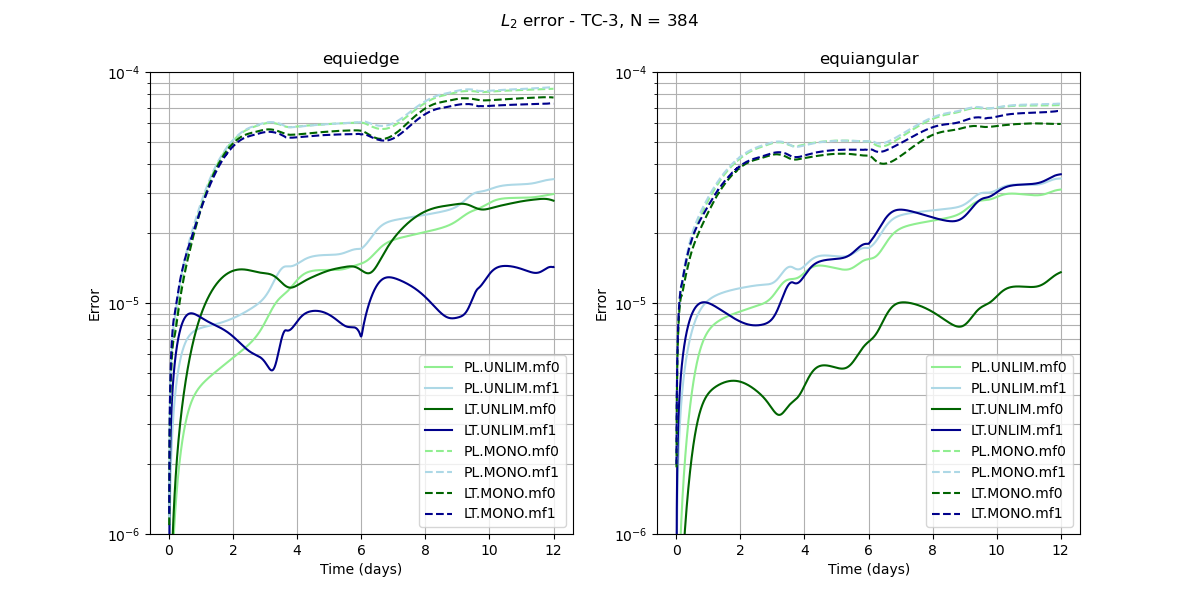 L₂ error - TC-3, N = 384
equiedge
Error
10⁻⁴
10⁻⁵
10⁻⁶
0 2 4 6 8 10 12
Time (days)
PL.UNLIM.mf0
PL.UNLIM.mf1
LT.UNLIM.mf0
LT.UNLIM.mf1
PL.MONO.mf0
PL.MONO.mf1
LT.MONO.mf0
LT.MONO.mf1
equiangular
Error
10⁻⁴
10⁻⁵
10⁻⁶
0 2 4 6 8 10 12
Time (days)
PL.UNLIM.mf0
PL.UNLIM.mf1
LT.UNLIM.mf0
LT.UNLIM.mf1
PL.MONO.mf0
PL.MONO.mf1
LT.MONO.mf0
LT.MONO.mf1